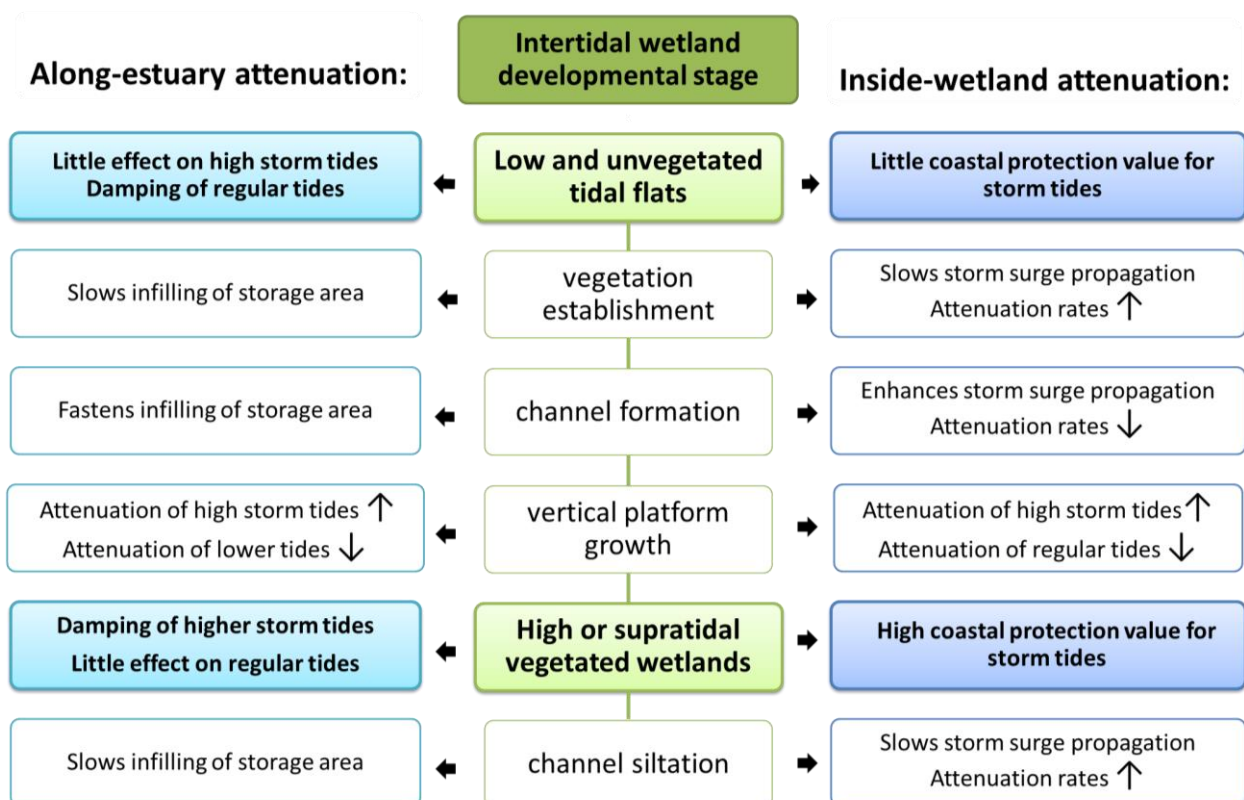 Along-estuary attenuation:
Intertidal wetland
developmental stage
Inside-wetland attenuation:
Little effect on high storm tides
Damping of regular tides
Low and unvegetated
tidal flats
Little coastal protection value for
storm tides
Slows infilling of storage area
vegetation
establishment
Slows storm surge propagation
Attenuation rates ↑
Fastens infilling of storage area
channel formation
Enhances storm surge propagation
Attenuation rates ↓
Attenuation of high storm tides ↑
Attenuation of lower tides ↓
vertical platform
growth
Attenuation of high storm tides ↑
Attenuation of regular tides ↓
Damping of higher storm tides
Little effect on regular tides
High or supratidal
vegetated wetlands
High coastal protection value for
storm tides
Slows infilling of storage area
channel siltation
Slows storm surge propagation
Attenuation rates ↑